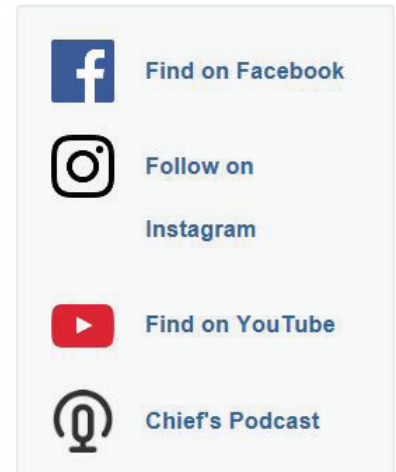 Find on Facebook
Follow on
Instagram
Find on YouTube
Chief's Podcast